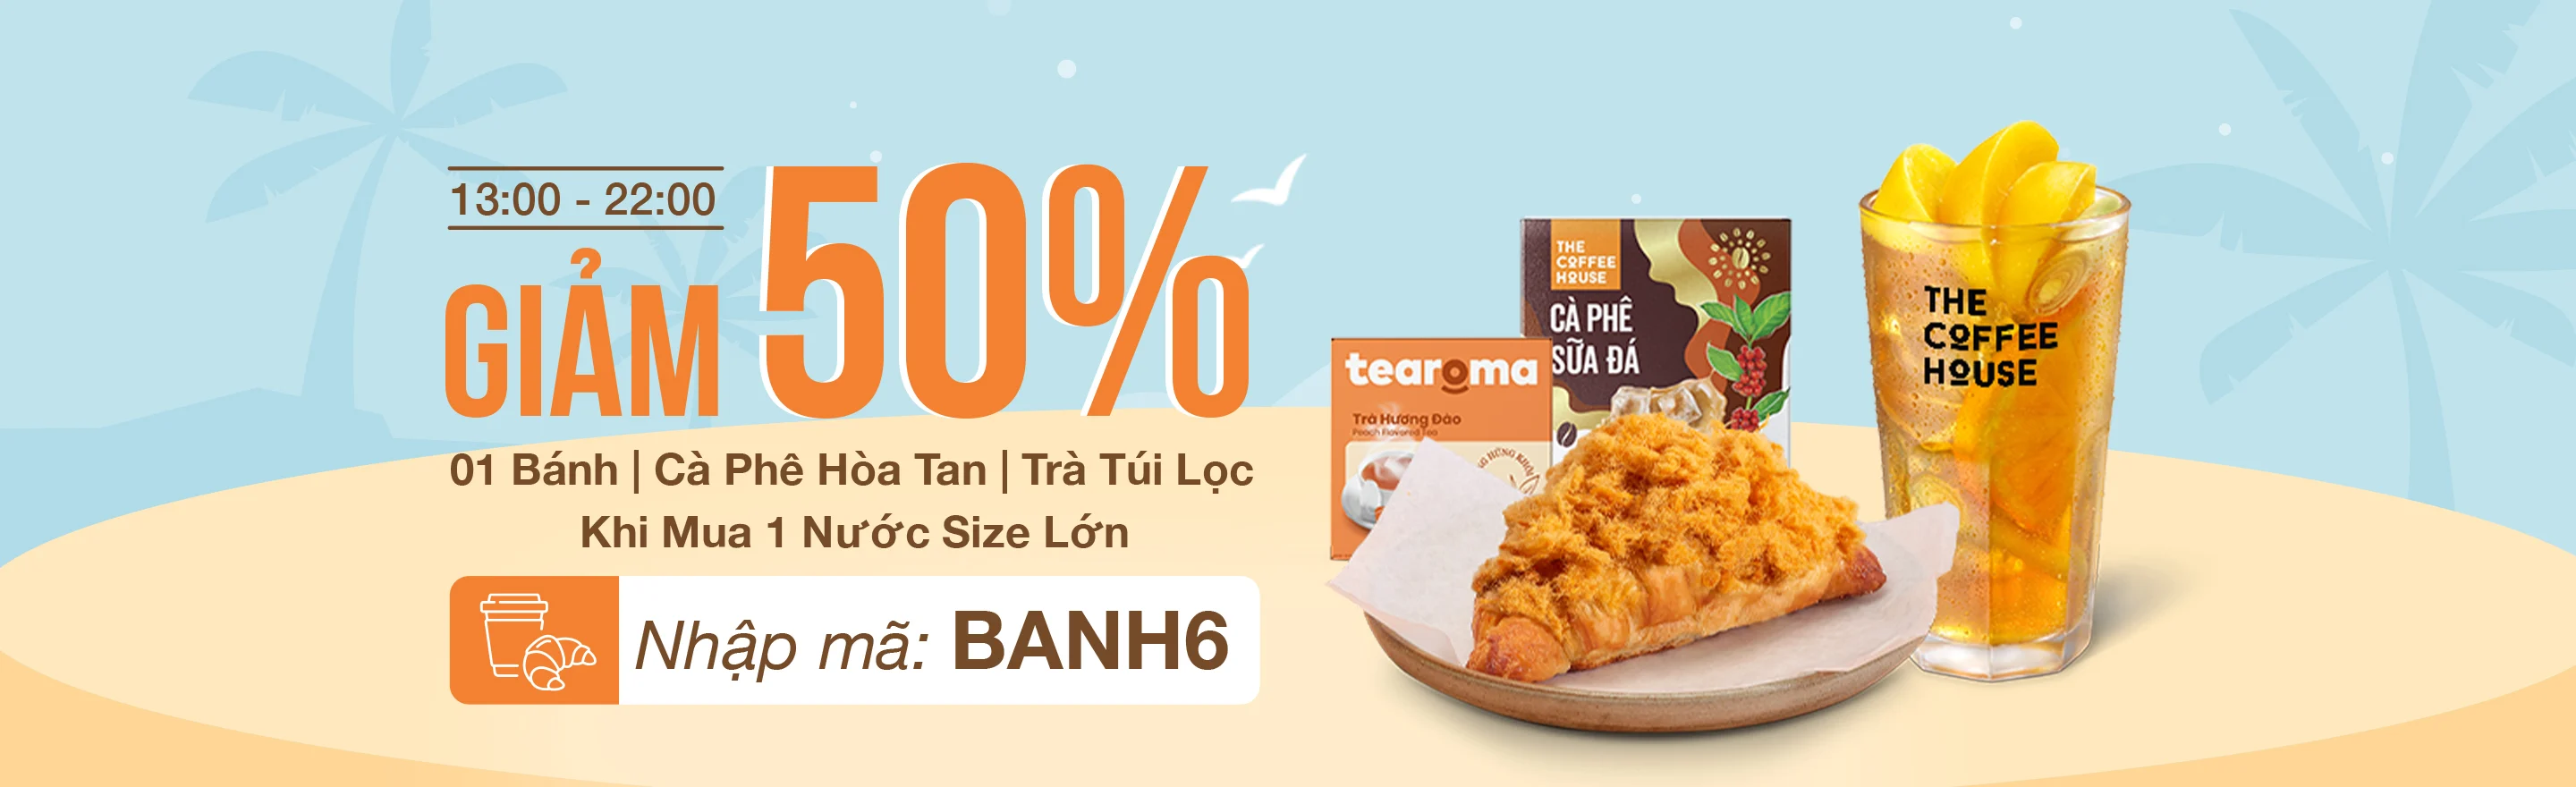 13:00 - 22:00
GIẢM 50%
01 Bánh | Cà Phê Hòa Tan | Trà Túi Lọc
Khi Mua 1 Nước Size Lớn
Nhập mã: BANH6
THE
COFFEE
HOUSE
CÀ PHÊ
SỮA ĐÁ
tearoma
Trà Hương Đào
Peach Flavored Tea
THE
COFFEE
HOUSE